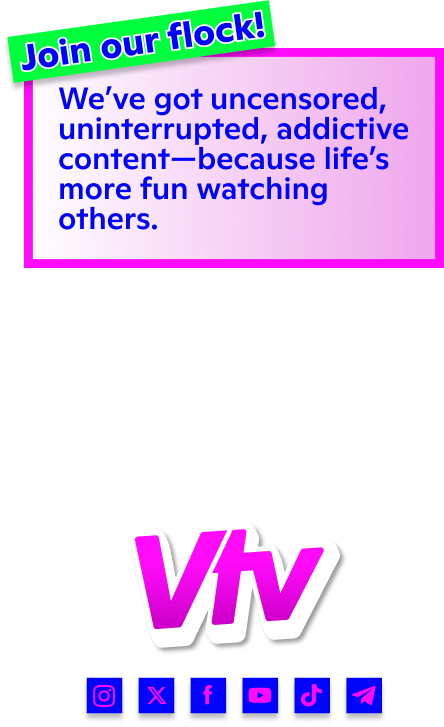 Join our flock!
We’ve got uncensored,
uninterrupted, addictive
content—because life’s
more fun watching
others.
Vtv